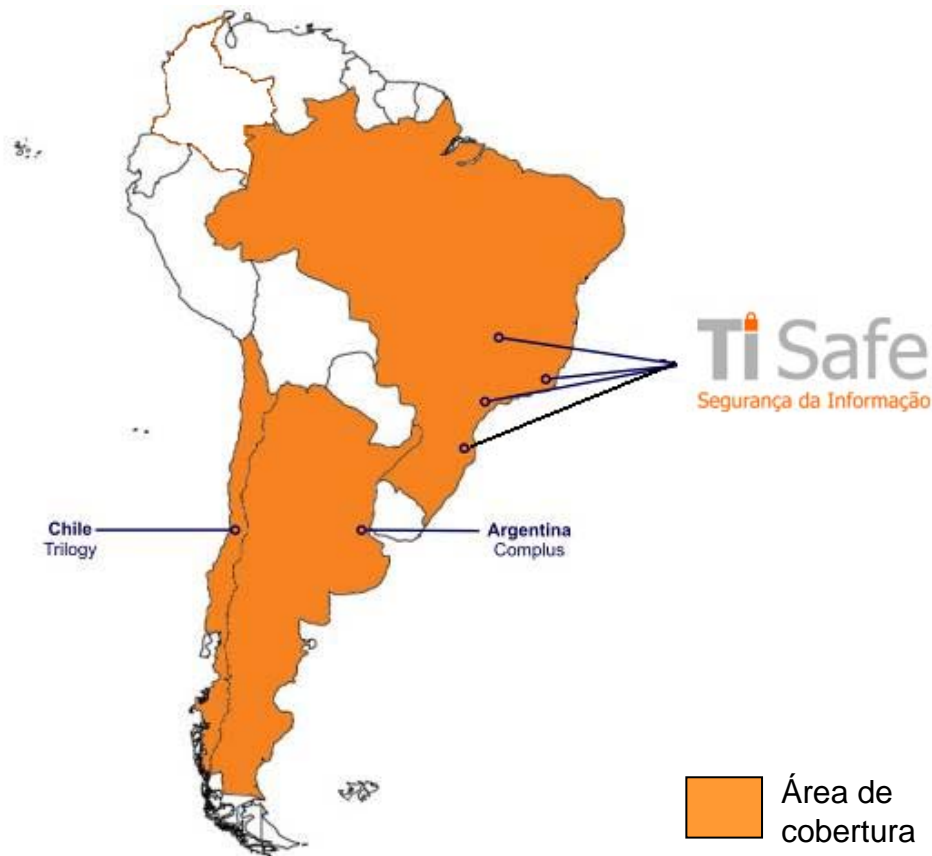 Ti Safe
Segurança da Informação
Chile
Trilogy
Argentina
Complus
Área de
cobertura